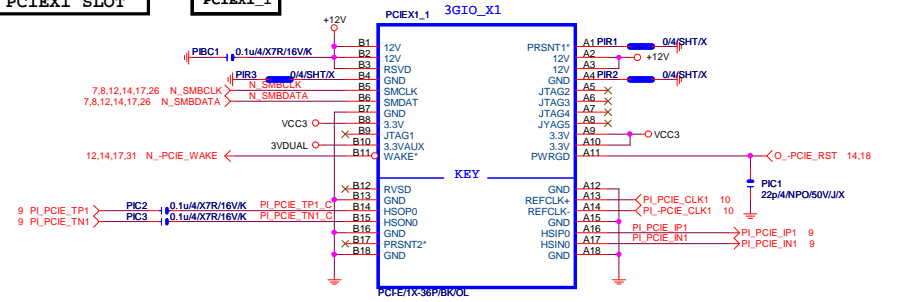 PCIEX1 SLOT
PCIEX1_1
PCIEX1_1 3GIO_X1
+12V
PIBC1 0.1u/4/X7R/16V/K
B1 12V PRSNT1* A1 PIR1 0/4/SHT/X
B2 12V 12V A2 +12V
B3 RSVD 12V A3
PIR3 0/4/SHT/X B4 GND GND A4 PIR2 0/4/SHT/X
7,8,12,14,17,26 N_SMBCLK N_SMBCLK B5 SMCLK JTAG2 A5
7,8,12,14,17,26 N_SMBDATA N_SMBDATA B6 SMDAT JTAG3 A6
B7 GND JTAG4 A7
VCC3 B8 3.3V JYAG5 A8
B9 JTAG1 3.3V A9 VCC3
3VDUAL B10 3.3VAUX 3.3V A10
12,14,17,31 N_-PCIE_WAKE B11 WAKE* PWRGD A11 O_-PCIE_RST 14,18
KEY
PIC1
22p/4/NPO/50V/J/X
B12 RVSD GND A12
B13 GND REFCLK+ A13 PI_PCIE_CLK1 10
9 PI_PCIE_TP1 PIC2 0.1u/4/X7R/16V/K PI_PCIE_TP1_C B14 HSOP0 REFCLK- A14 PI_-PCIE_CLK1 10
9 PI_PCIE_TN1 PIC3 0.1u/4/X7R/16V/K PI_PCIE_TN1_C B15 HSON0 GND A15
B16 GND HSIP0 A16 PI_PCIE_IP1 PI_PCIE_IP1 9
B17 PRSNT2* HSIN0 A17 PI_PCIE_IN1 PI_PCIE_IN1 9
B18 GND GND A18
PCI-E/1X-36P/BK/OL